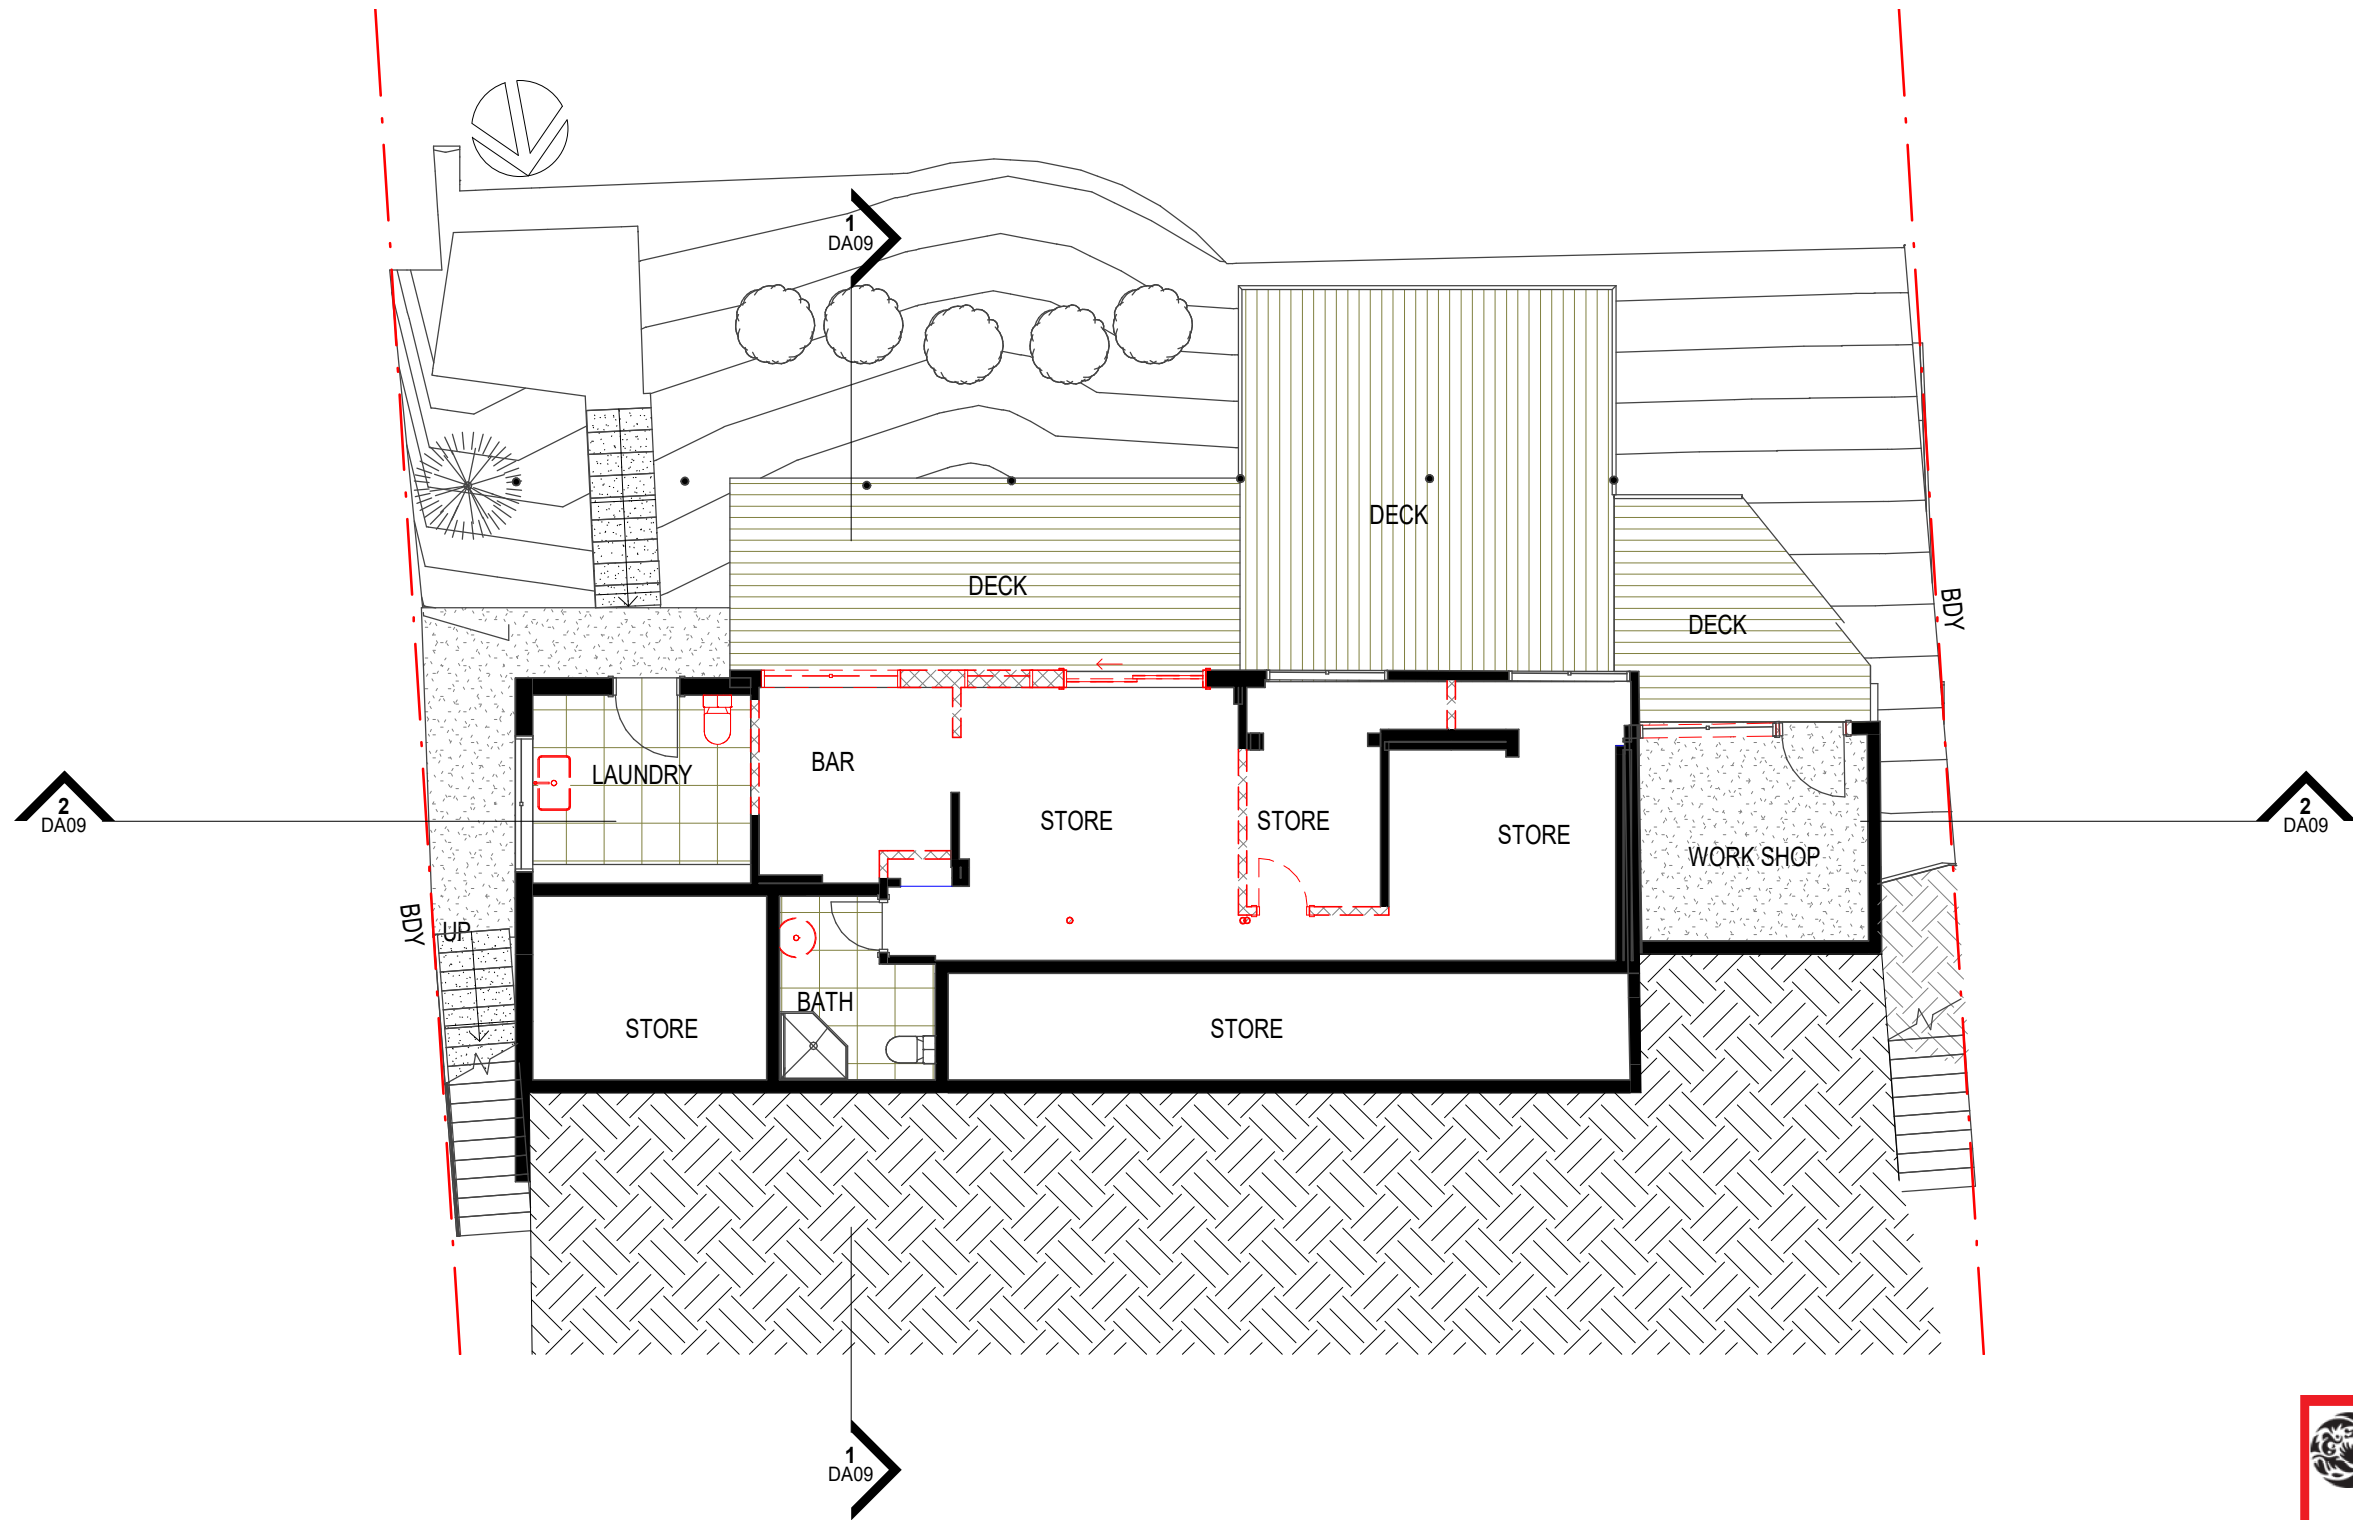 1
DA09
DECK
DECK
BDY
DECK
BAR
LAUNDRY
2
DA09
STORE
STORE
STORE
2
DA09
WORK SHOP
BDY
UP
BATH
STORE
STORE
1
DA09